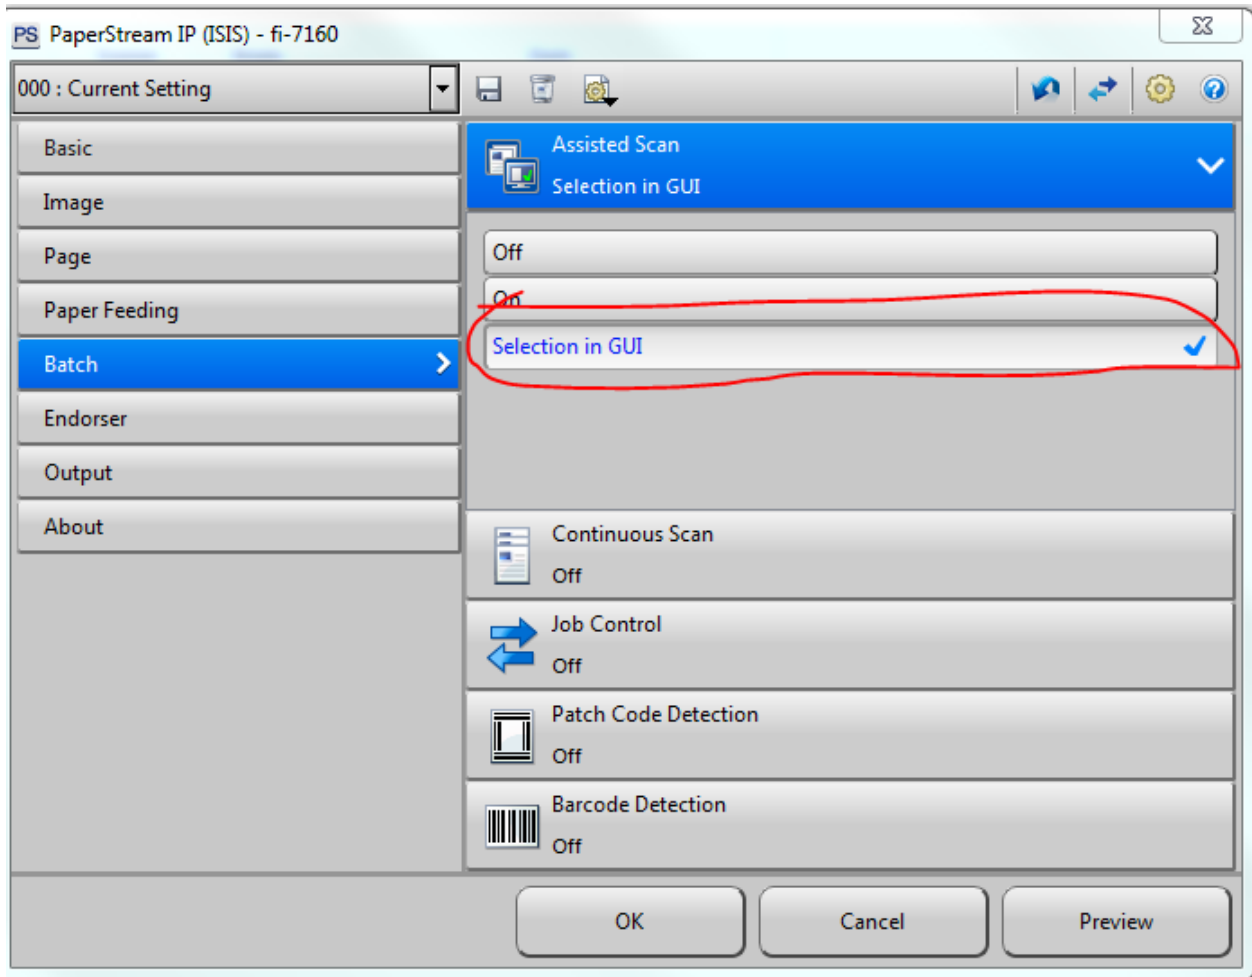 PS PaperStream IP (ISIS) - fi-7160
000 : Current Setting
Basic
Image
Page
Paper Feeding
Batch
Endorser
Output
About
Assisted Scan
Selection in GUI
Off
On
Selection in GUI
Continuous Scan
Off
Job Control
Off
Patch Code Detection
Off
Barcode Detection
Off
OK
Cancel
Preview